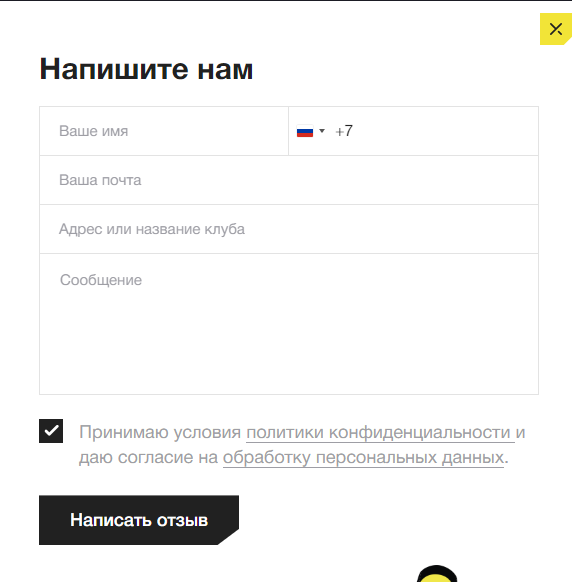 Напишите нам
Ваше имя
+7
Ваша почта
Адрес или название клуба
Сообщение
Принимаю условия политики конфиденциальности и
даю согласие на обработку персональных данных.
Написать отзыв